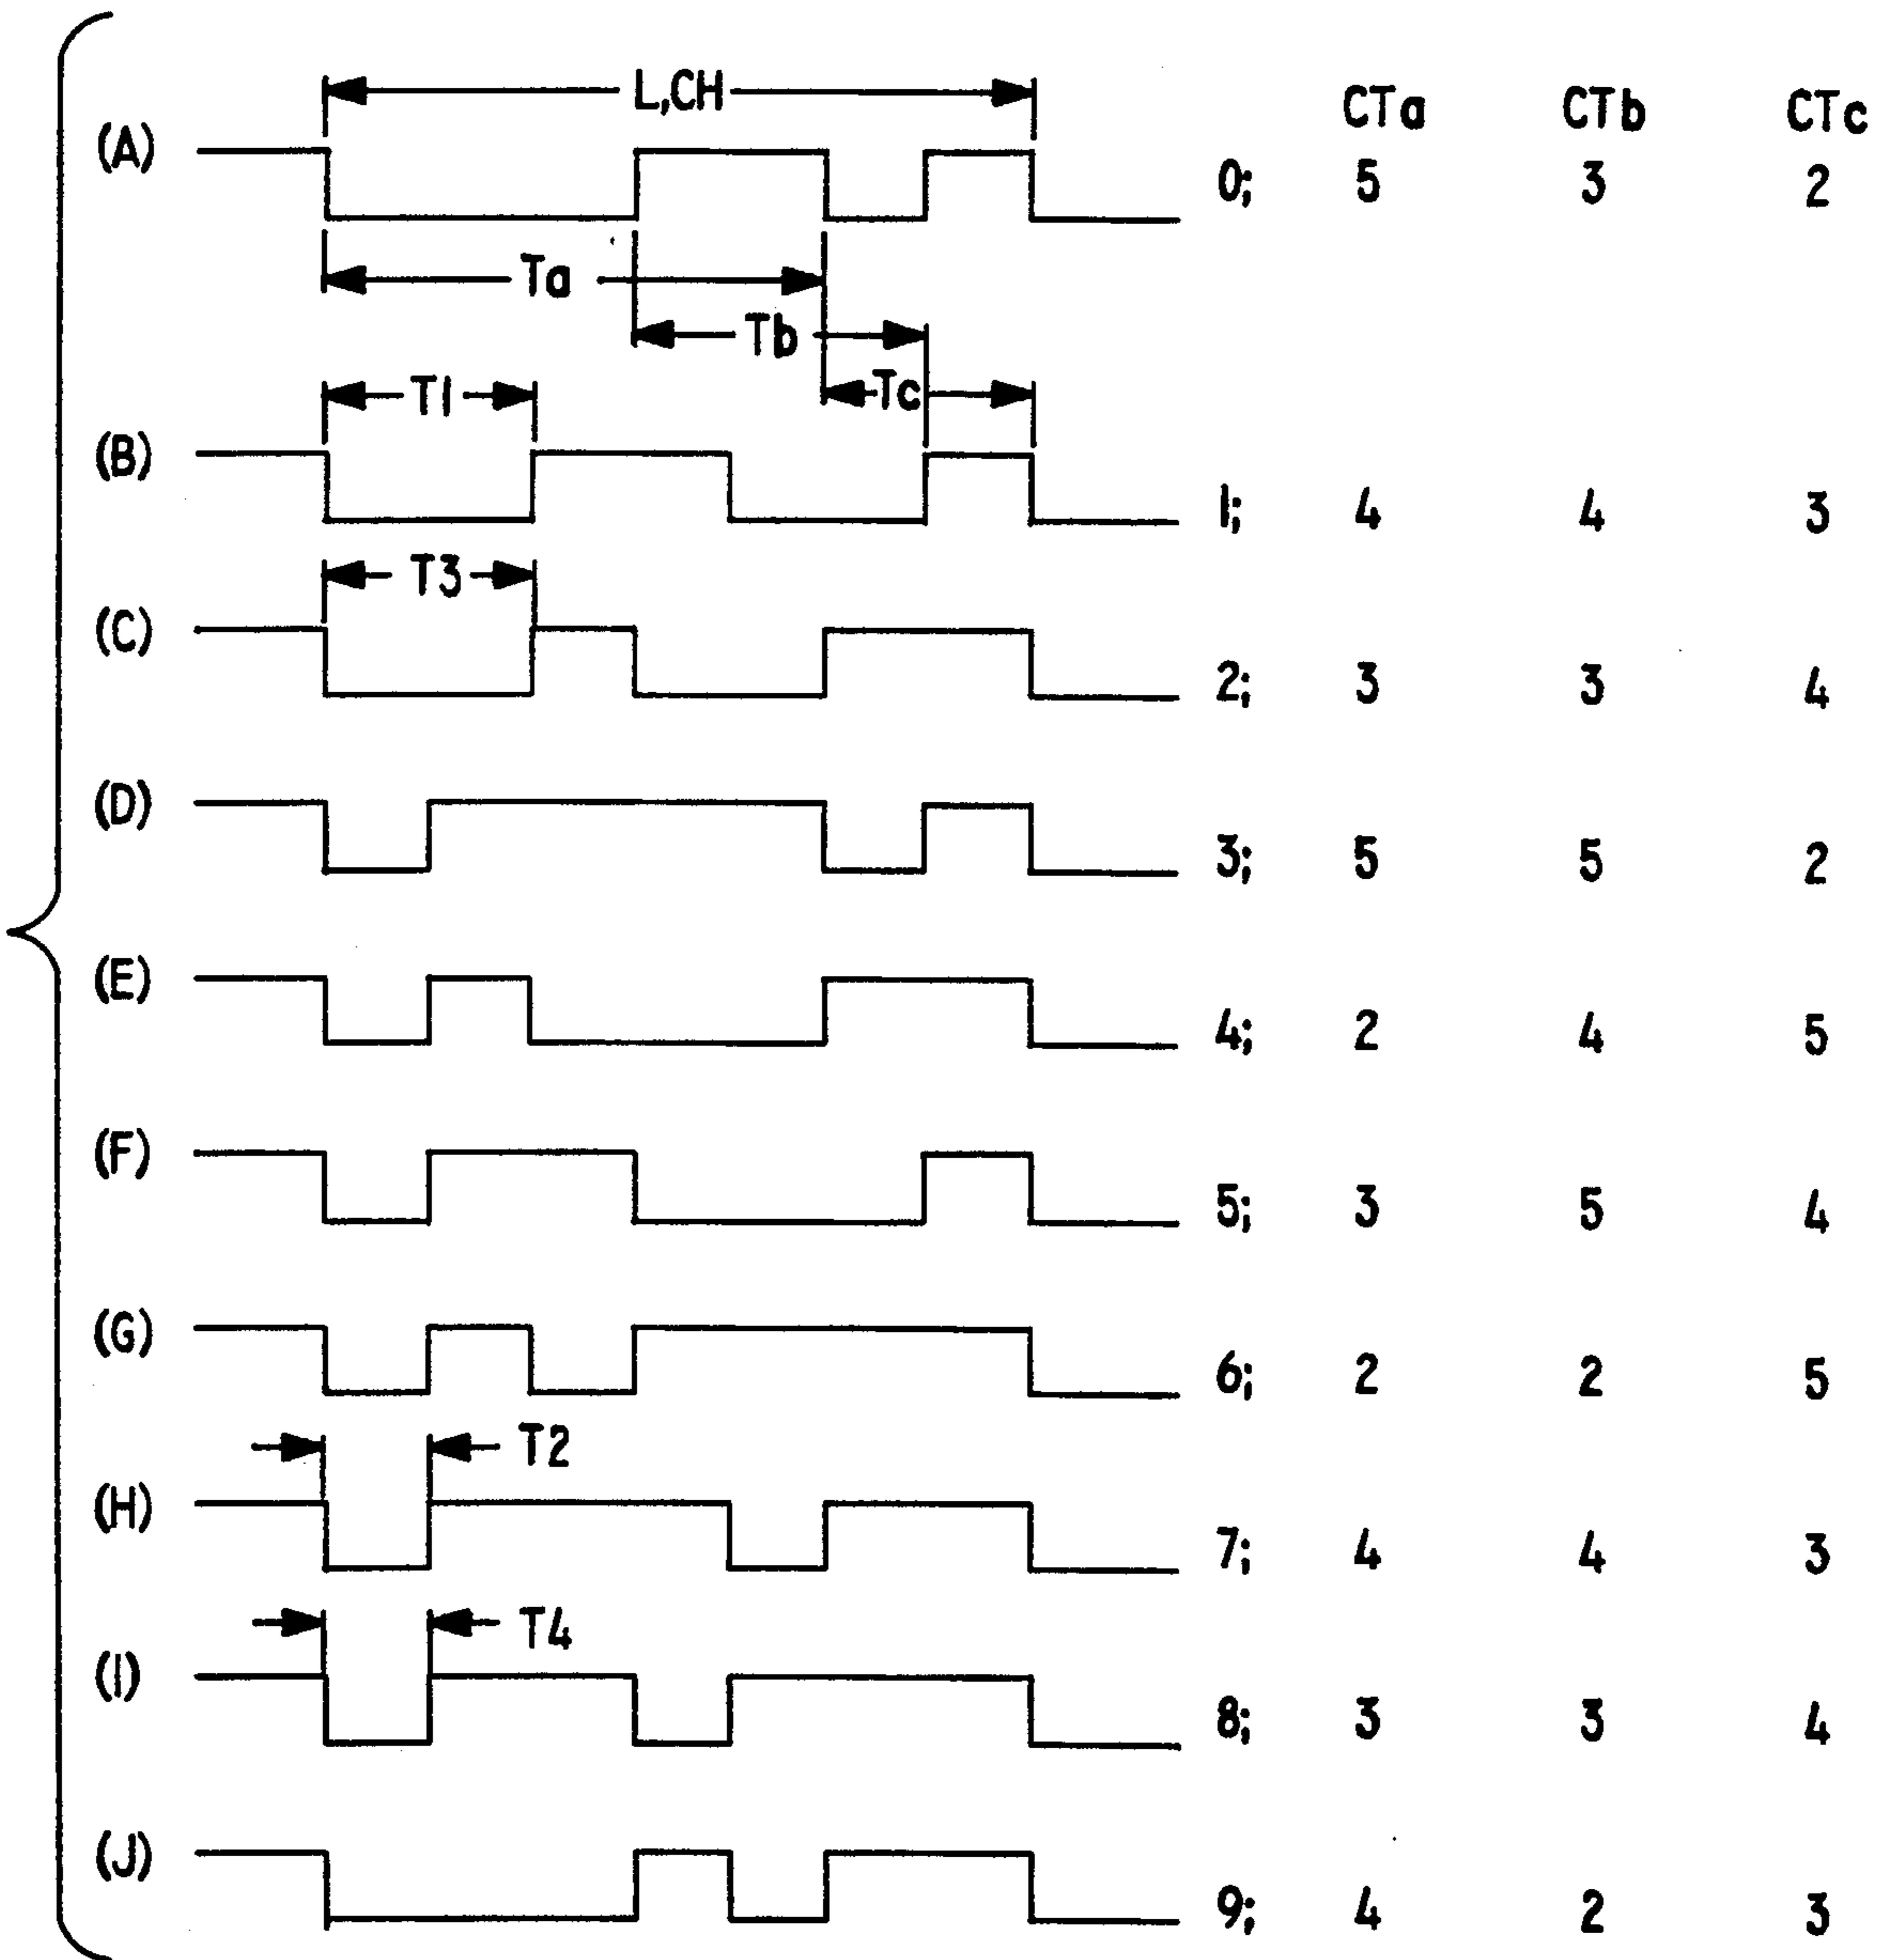 L,CH
CTa CTb CTc
(A) 0; 5 3 2
Ta
Tb
T1 Tc
(B) 1; 4 4 3
T3
(C) 2; 3 3 4
(D) 3; 5 5 2
(E) 4; 2 4 5
(F) 5; 3 5 4
(G) 6; 2 2 5
T2
(H) 7; 4 4 3
T4
(I) 8; 3 3 4
(J) 9; 4 2 3